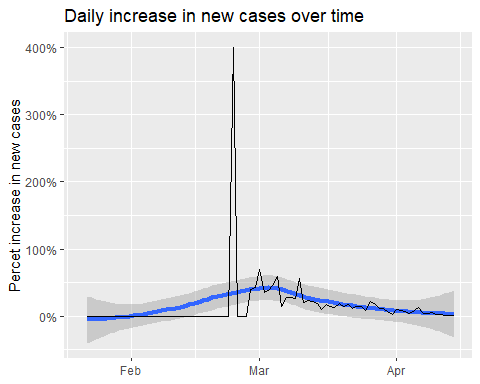 Daily increase in new cases over time
400%
300%
200%
100%
0%
Percet increase in new cases
Feb
Mar
Apr